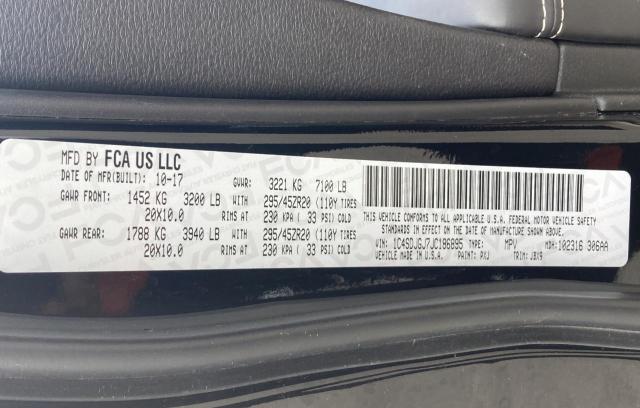 MFD BY FCA US LLC
DATE OF MFR(BUILT): 10-17 GVWR: 3221 KG 7100 LB
GAWR FRONT: 1452 KG 3200 LB WITH 295/45ZR20 (110Y TIRES
20X10.0 RIMS AT 230 KPA ( 33 PSI) COLD
GAWR REAR: 1788 KG 3940 LB WITH 295/45ZR20 (110Y TIRES
20X10.0 RIMS AT 230 KPA ( 33 PSI) COLD
THIS VEHICLE CONFORMS TO ALL APPLICABLE U.S.A. FEDERAL MOTOR VEHICLE SAFETY
STANDARDS IN EFFECT ON THE DATE OF MANUFACTURE SHOWN ABOVE.
VIN: 1C4SDJGJ7JC186895 TYPE: MPV MDH: 102316 306AA
VEHICLE MADE IN U.S.A. PAINT: PXJ TRIM: JBX9